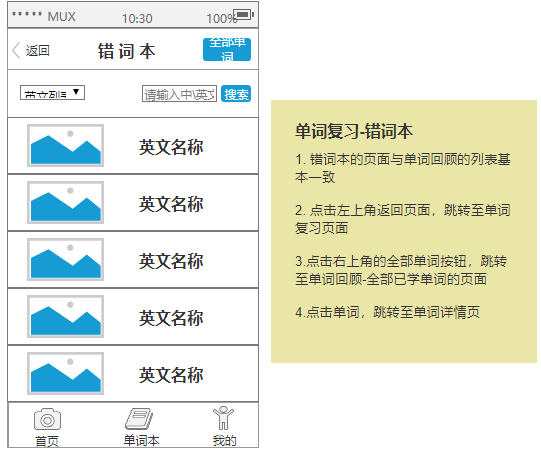 MUX 10:30 100%
返回 错词本 全部单
词
英文列表 请输入中\英文 搜索
英文名称
英文名称
英文名称
英文名称
英文名称
首页 单词本 我的
单词复习-错词本
1. 错词本的页面与单词回顾的列表基
本一致
2. 点击左上角返回页面，跳转至单词
复习页面
3.点击右上角的全部单词按钮，跳转
至单词回顾-全部已学单词的页面
4.点击单词，跳转至单词详情页